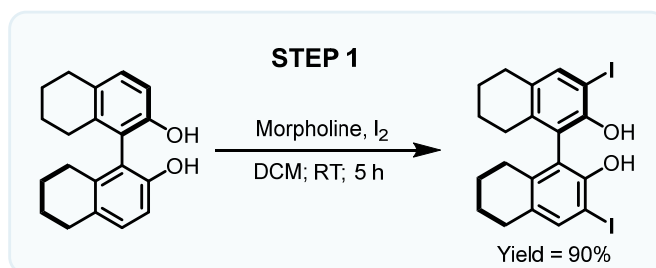 STEP 1
I
OH
OH
Morpholine, I2
DCM; RT; 5 h
OH
OH
I
Yield = 90%